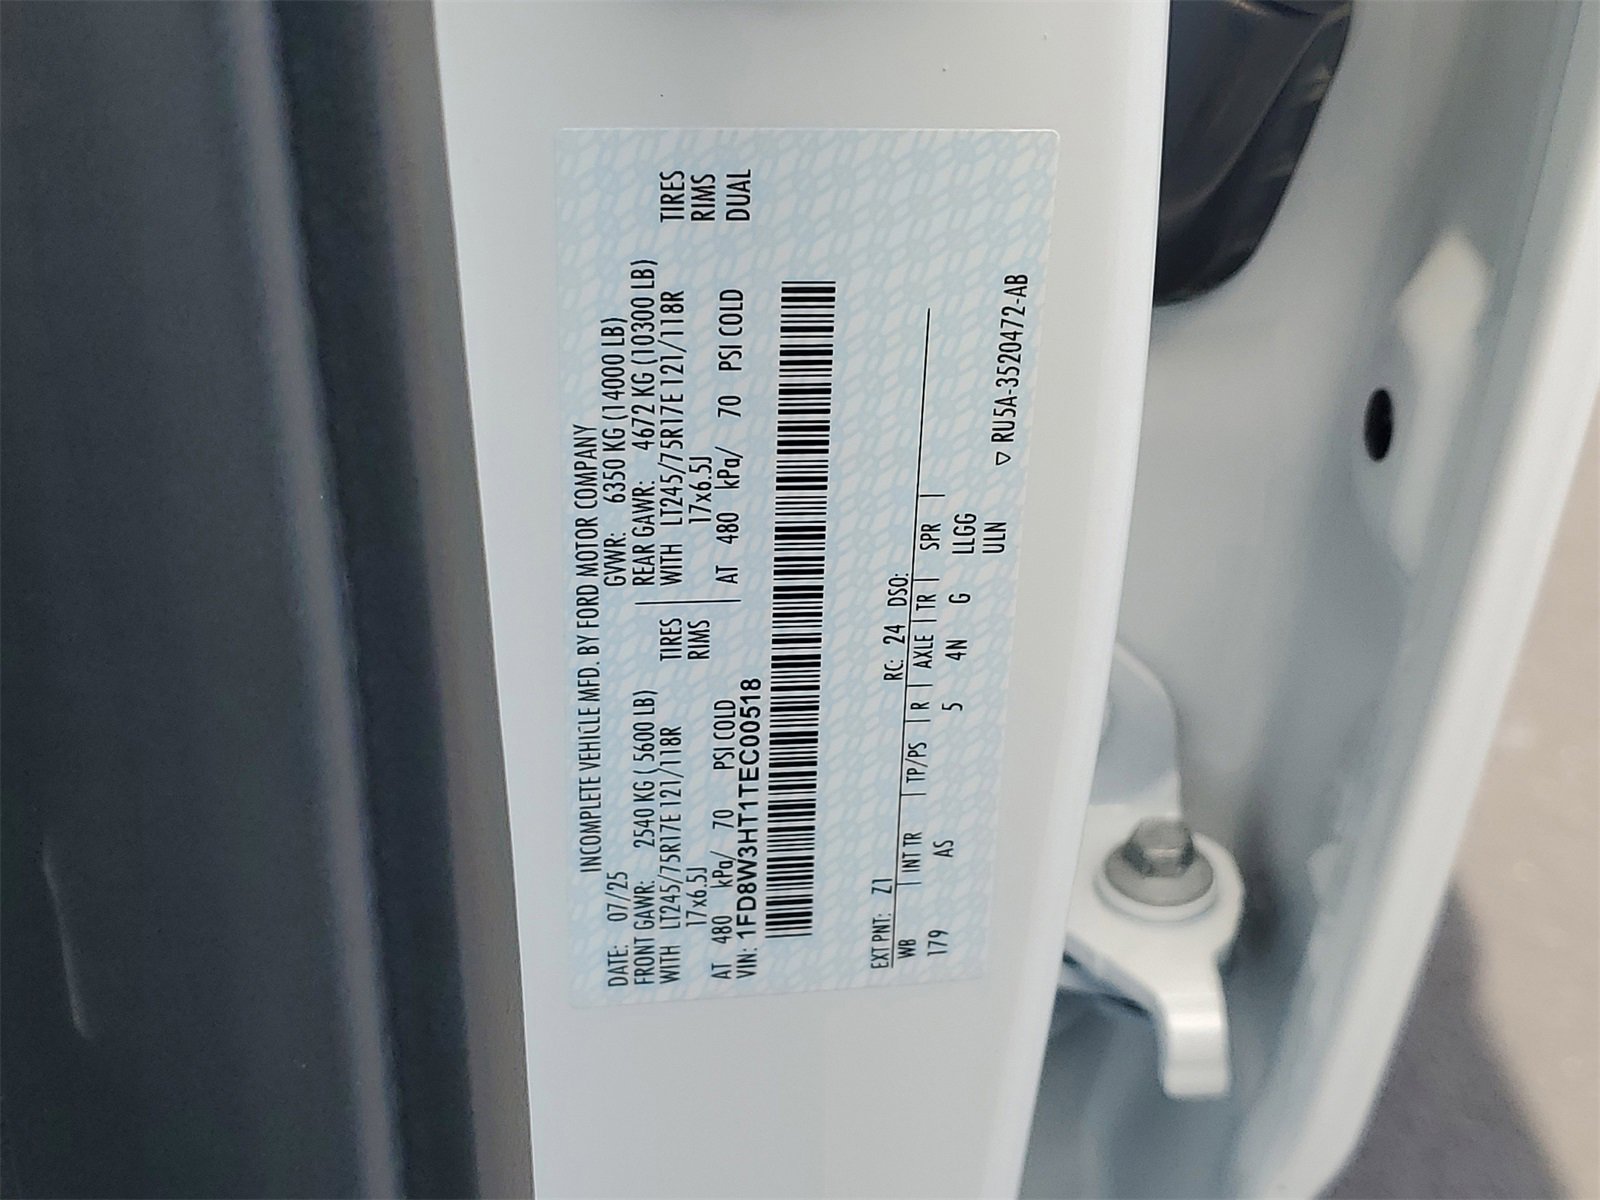 INCOMPLETE VEHICLE MFD. BY FORD MOTOR COMPANY
DATE: 07/25 GVWR: 6350 KG (14000 LB)
FRONT GAWR: 2540 KG ( 5600 LB) REAR GAWR: 4672 KG (10300 LB)
WITH LT245/75R17E 121/118R TIRES WITH LT245/75R17E 121/118R TIRES
17x6.5J RIMS 17x6.5J RIMS
AT 480 kPa/ 70 PSI COLD AT 480 kPa/ 70 PSI COLD DUAL
VIN: 1FD8W3HT1TEC00518
EXT PNT: Z1 RC: 24 DSO:
WB INT TR TP/PS R AXLE TR SPR
179 AS 5 4N G LLGG
ULN
▽ RU5A-3520472-AB